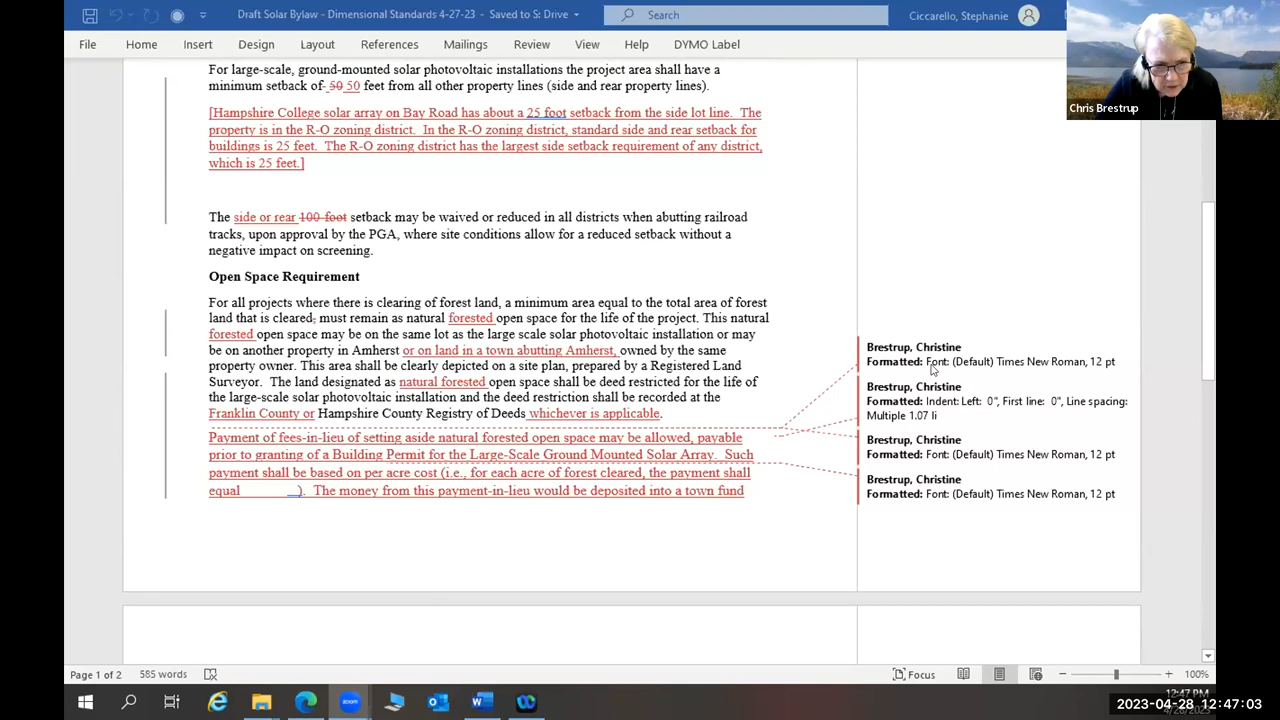 Draft Solar Bylaw - Dimensional Standards 4-27-23 - Saved to S: Drive
Search
Ciccarello, Stephanie
File Home Insert Design Layout References Mailings Review View Help DYMO Label
Chris Brestrup
For large-scale, ground-mounted solar photovoltaic installations the project area shall have a
minimum setback of 50 50 feet from all other property lines (side and rear property lines).
[Hampshire College solar array on Bay Road has about a 25 foot setback from the side lot line. The
property is in the R-O zoning district. In the R-O zoning district, standard side and rear setback for
buildings is 25 feet. The R-O zoning district has the largest side setback requirement of any district,
which is 25 feet.]
The side or rear 100-foot setback may be waived or reduced in all districts when abutting railroad
tracks, upon approval by the PGA, where site conditions allow for a reduced setback without a
negative impact on screening.
Open Space Requirement
For all projects where there is clearing of forest land, a minimum area equal to the total area of forest
land that is cleared, must remain as natural forested open space for the life of the project. This natural
forested open space may be on the same lot as the large scale solar photovoltaic installation or may
be on another property in Amherst or on land in a town abutting Amherst, owned by the same
property owner. This area shall be clearly depicted on a site plan, prepared by a Registered Land
Surveyor. The land designated as natural forested open space shall be deed restricted for the life of
the large-scale solar photovoltaic installation and the deed restriction shall be recorded at the
Franklin County or Hampshire County Registry of Deeds whichever is applicable.
Payment of fees-in-lieu of setting aside natural forested open space may be allowed, payable
prior to granting of a Building Permit for the Large-Scale Ground Mounted Solar Array. Such
payment shall be based on per acre cost (i.e., for each acre of forest cleared, the payment shall
equal ). The money from this payment-in-lieu would be deposited into a town fund
Brestrup, Christine
Formatted: Font: (Default) Times New Roman, 12 pt
Brestrup, Christine
Formatted: Indent: Left: 0", First line: 0", Line spacing:
Multiple 1.07 li
Brestrup, Christine
Formatted: Font: (Default) Times New Roman, 12 pt
Brestrup, Christine
Formatted: Font: (Default) Times New Roman, 12 pt
Page 1 of 2 585 words Focus 100%
zoom
12:47 PM
2023-04-28 12:47:03